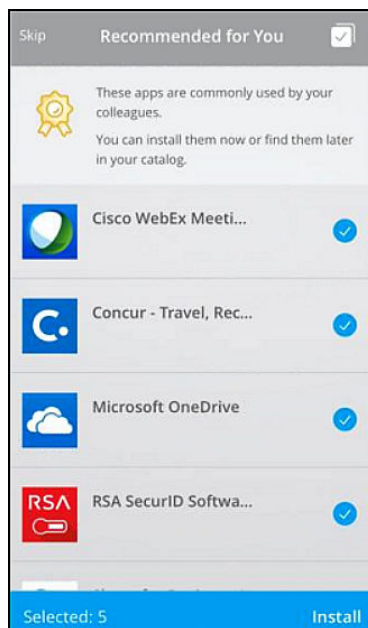 Skip
Recommended for You
These apps are commonly used by your
colleagues.
You can install them now or find them later
in your catalog.
Cisco WebEx Meeti...
C.
Concur - Travel, Rec...
Microsoft OneDrive
RSA
RSA SecurID Softwa...
Selected: 5
Install